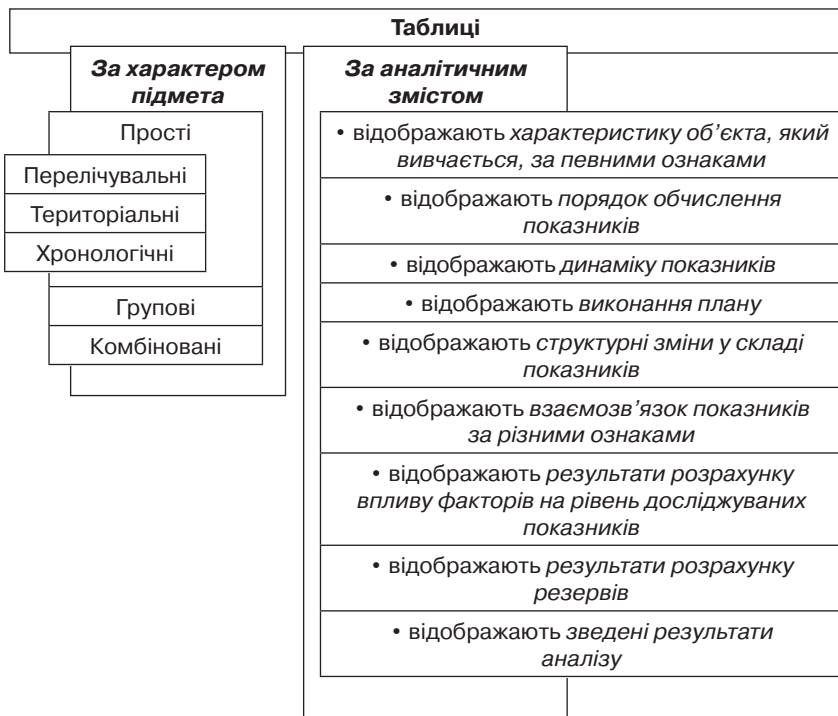 Таблиці
За характером
підмета
Прості
Перелічувальні
Територіальні
Хронологічні
Групові
Комбіновані
За аналітичним
змістом
• відображають характеристику об’єкта, який
вивчається, за певними ознаками
• відображають порядок обчислення
показників
• відображають динаміку показників
• відображають виконання плану
• відображають структурні зміни у складі
показників
• відображають взаємозв’язок показників
за різними ознаками
• відображають результати розрахунку
впливу факторів на рівень досліджуваних
показників
• відображають результати розрахунку
резервів
• відображають зведені результати
аналізу